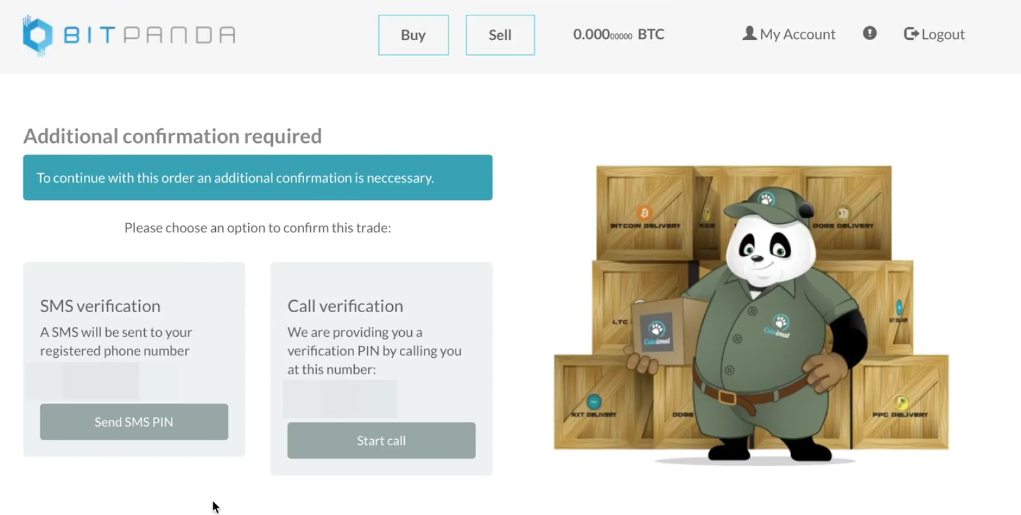 BITPANDA
Buy
Sell
0.00000000 BTC
My Account
Logout
Additional confirmation required
To continue with this order an additional confirmation is neccessary.
Please choose an option to confirm this trade:
SMS verification
A SMS will be sent to your
registered phone number
Send SMS PIN
Call verification
We are providing you a
verification PIN by calling you
at this number:
Start call
BITCOIN DELIVERY
DOGE DELIVERY
LTC
Coinimal
Coinimal
NXT DELIVERY
DOGE
PPC DELIVERY